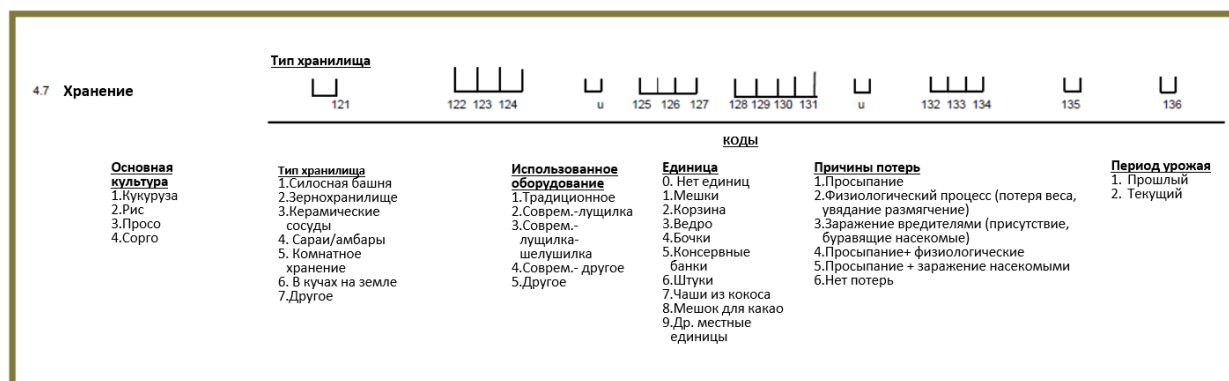 Тип хранилища
4.7 Хранение
121 122 123 124 u 125 126 127 128 129 130 131 u 132 133 134 135 136
КОДЫ
Основная
культура
1.Кукуруза
2.Рис
3.Просо
4.Сорго
Тип хранилища
1.Силосная башня
2.Зернохранилище
3.Керамические
сосуды
4. Сараи/амбары
5. Комнатное
хранение
6. В кучах на земле
7.Другое
Использованное
оборудование
1.Традиционное
2.Соврем.-лущилка
3.Соврем.-
лущилка-
шелушилка
4.Соврем.- другое
5.Другое
Единица
0. Нет единиц
1.Мешки
2.Корзина
3.Ведро
4.Бочки
5.Консервные
банки
6.Штуки
7.Чаши из кокоса
8.Мешок для какао
9.Др. местные
единицы
Причины потерь
1.Просыпание
2.Физиологический процесс (потеря веса,
увядание размягчение)
3.Заражение вредителями (присутствие,
буравящие насекомые)
4.Просыпание+ физиологические
5.Просыпание + заражение насекомыми
6.Нет потерь
Период урожая
1. Прошлый
2. Текущий